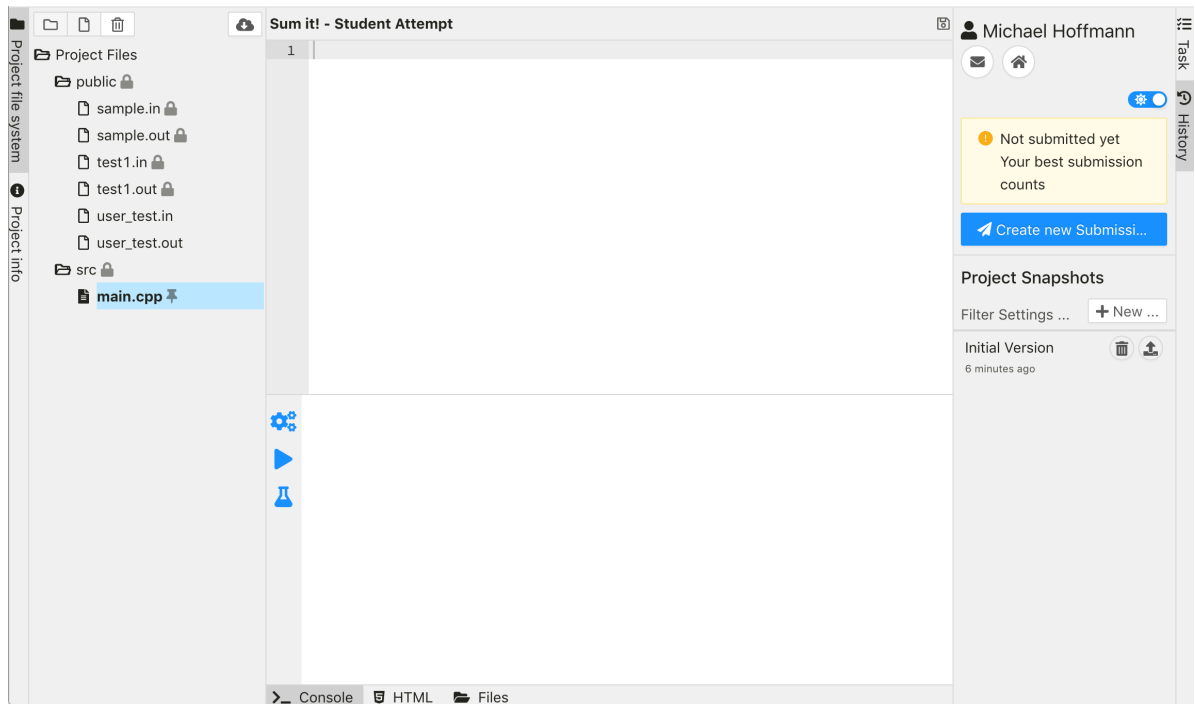 Project file system
Project info
Project Files
public
sample.in
sample.out
test1.in
test1.out
user_test.in
user_test.out
src
main.cpp
Sum it! - Student Attempt
1
Console
HTML
Files
Michael Hoffmann
Not submitted yet
Your best submission
counts
Create new Submissi...
Project Snapshots
Filter Settings ...
New ...
Initial Version
6 minutes ago
Task
History